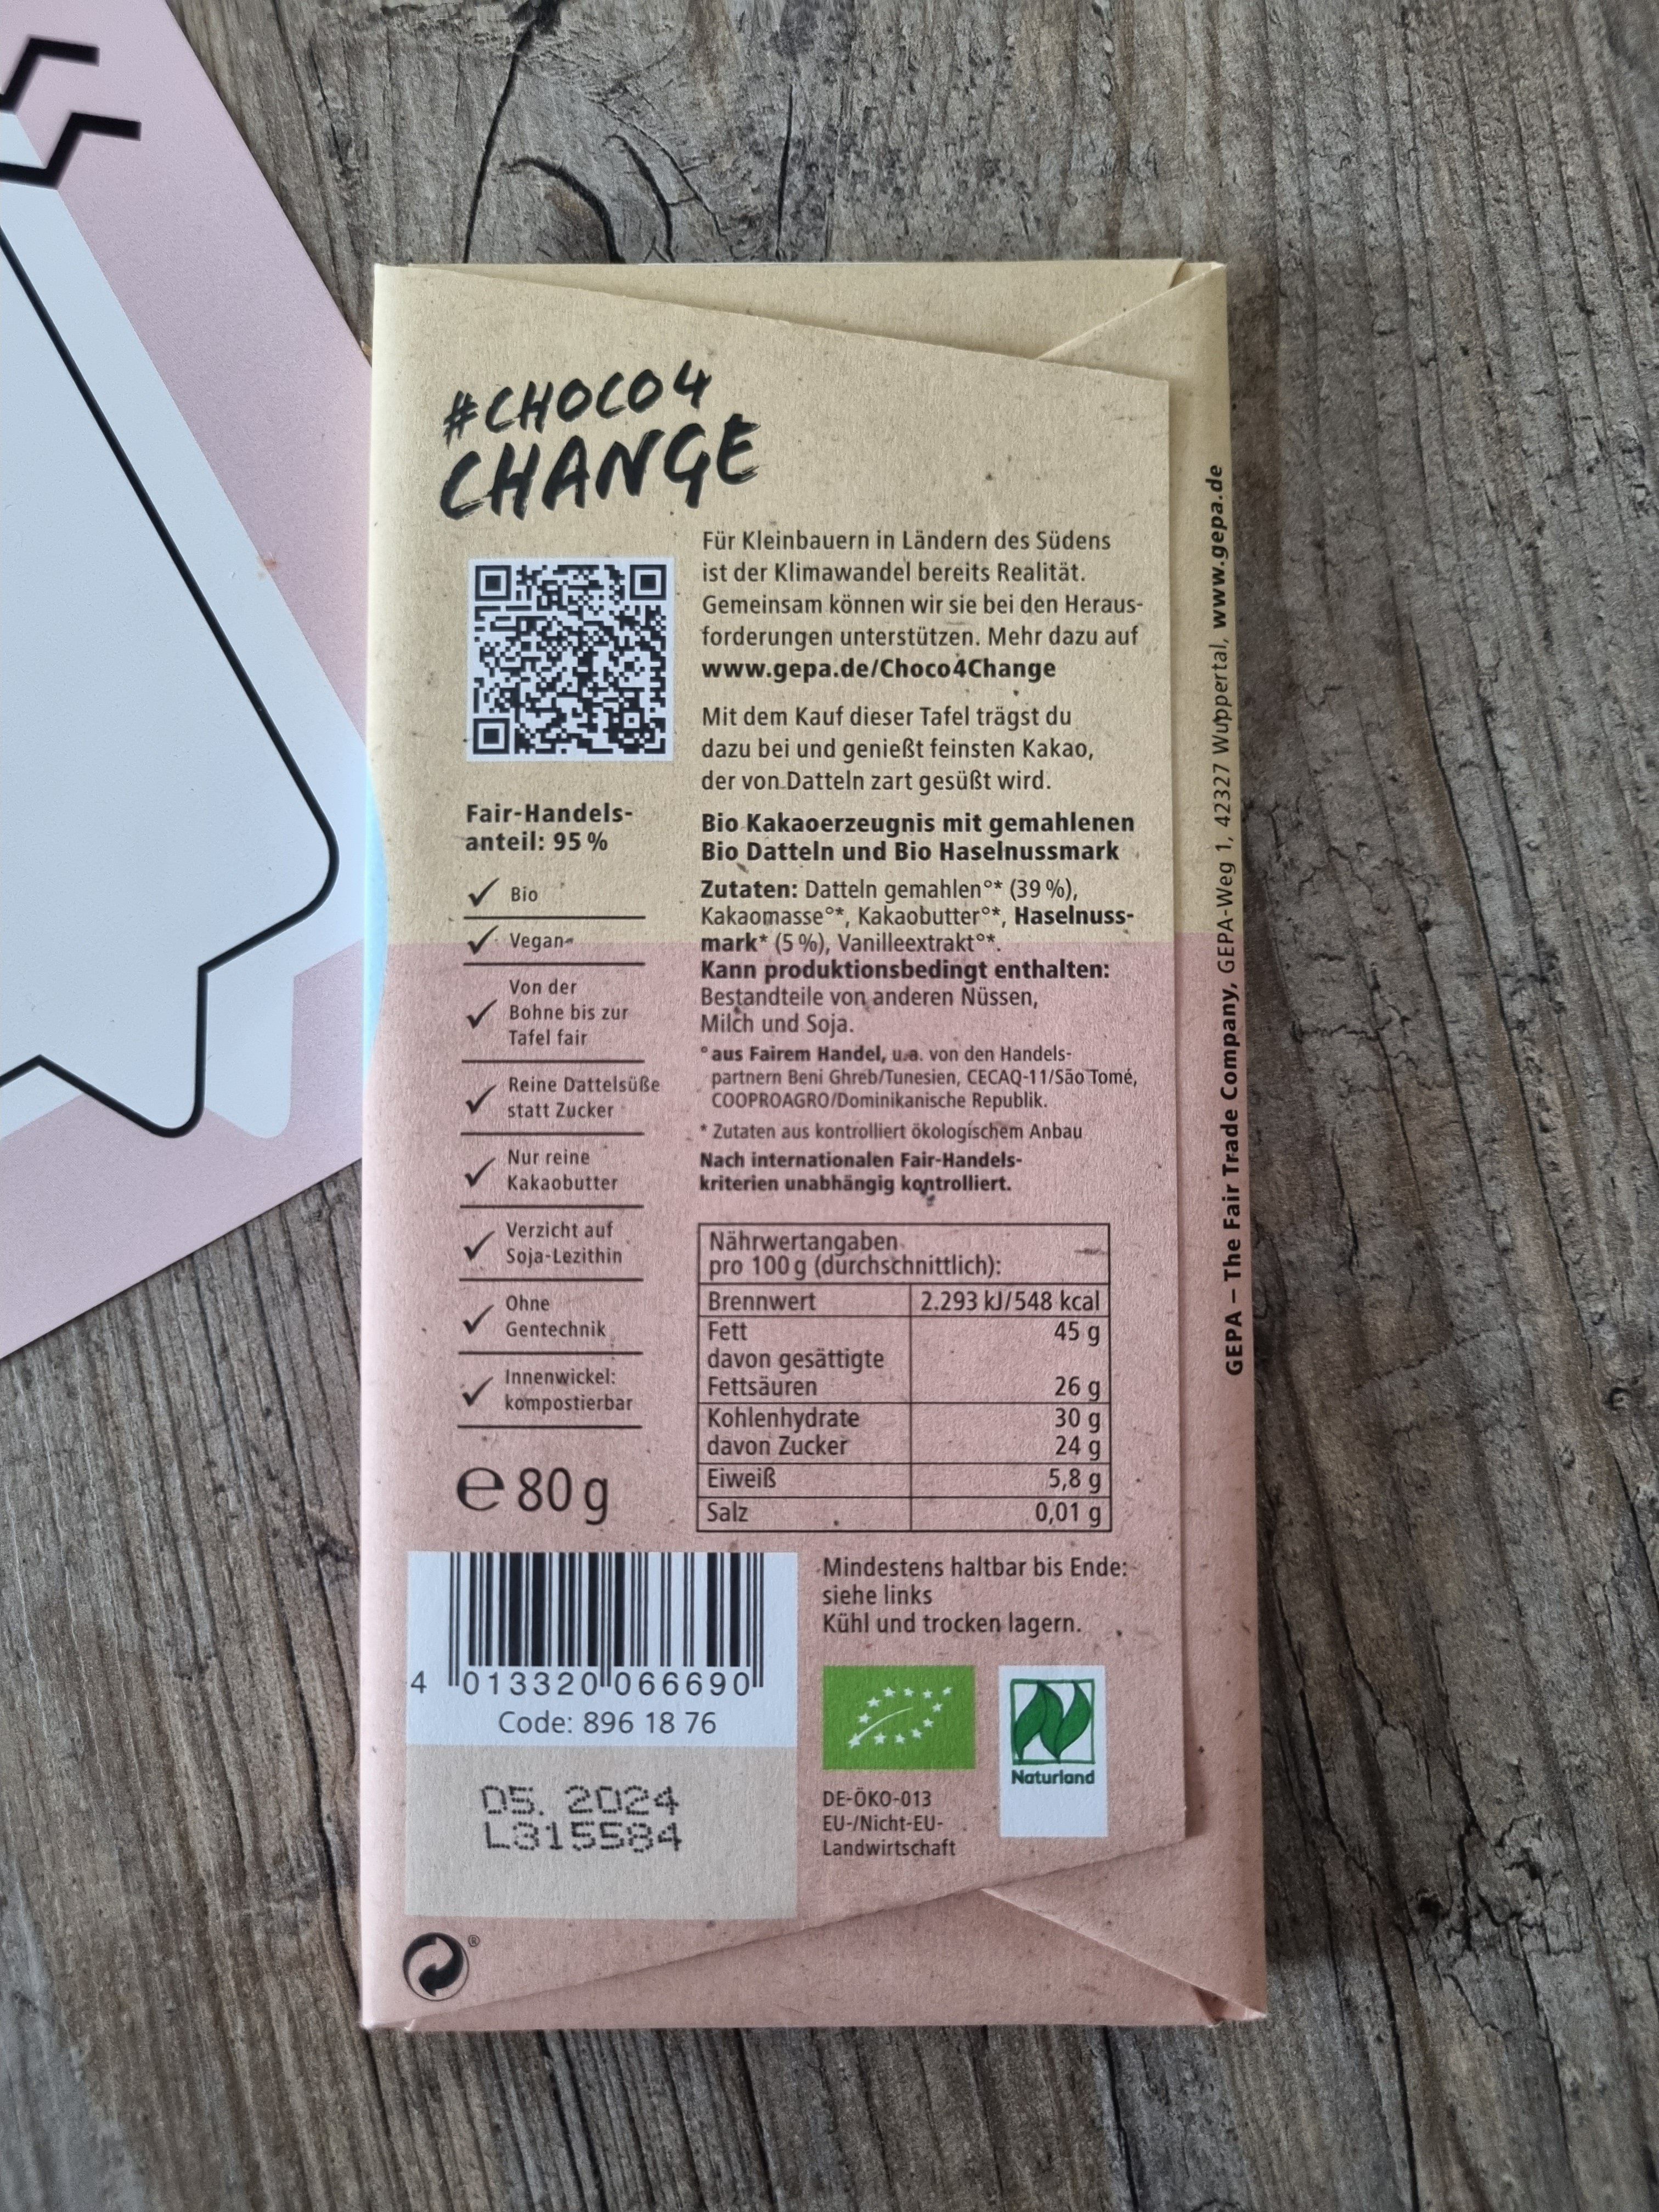 #CHOCO4
CHANGE
Für Kleinbauern in Ländern des Südens
ist der Klimawandel bereits Realität.
Gemeinsam können wir sie bei den Heraus-
forderungen unterstützen. Mehr dazu auf
www.gepa.de/Choco4Change
Mit dem Kauf dieser Tafel trägst du
dazu bei und genießt feinsten Kakao,
der von Datteln zart gesüßt wird.
Fair-Handels-
anteil: 95 %
✓ Bio
✓ Vegan
✓ Von der
Bohne bis zur
Tafel fair
✓ Reine Dattelsüße
statt Zucker
✓ Nur reine
Kakaobutter
✓ Verzicht auf
Soja-Lezithin
✓ Ohne
Gentechnik
✓ Innenwickel:
kompostierbar
e 80 g
Bio Kakaoerzeugnis mit gemahlenen
Bio Datteln und Bio Haselnussmark
Zutaten: Datteln gemahlen°* (39 %),
Kakaomasse°*, Kakaobutter°*, Haselnuss-
mark* (5 %), Vanilleextrakt°*.
Kann produktionsbedingt enthalten:
Bestandteile von anderen Nüssen,
Milch und Soja.
° aus Fairem Handel, u.a. von den Handels-
partnern Beni Ghreb/Tunesien, CECAQ-11/São Tomé,
COOPROAGRO/Dominikanische Republik.
* Zutaten aus kontrolliert ökologischem Anbau
Nach internationalen Fair-Handels-
kriterien unabhängig kontrolliert.
Nährwertangaben
pro 100 g (durchschnittlich):
Brennwert 2.293 kJ/548 kcal
Fett 45 g
davon gesättigte
Fettsäuren 26 g
Kohlenhydrate 30 g
davon Zucker 24 g
Eiweiß 5,8 g
Salz 0,01 g
4 013320 066690
Code: 896 18 76
05. 2024
L315584
Mindestens haltbar bis Ende:
siehe links
Kühl und trocken lagern.
Naturland
DE-ÖKO-013
EU-/Nicht-EU-
Landwirtschaft
®
GEPA – The Fair Trade Company, GEPA-Weg 1, 42327 Wuppertal, www.gepa.de